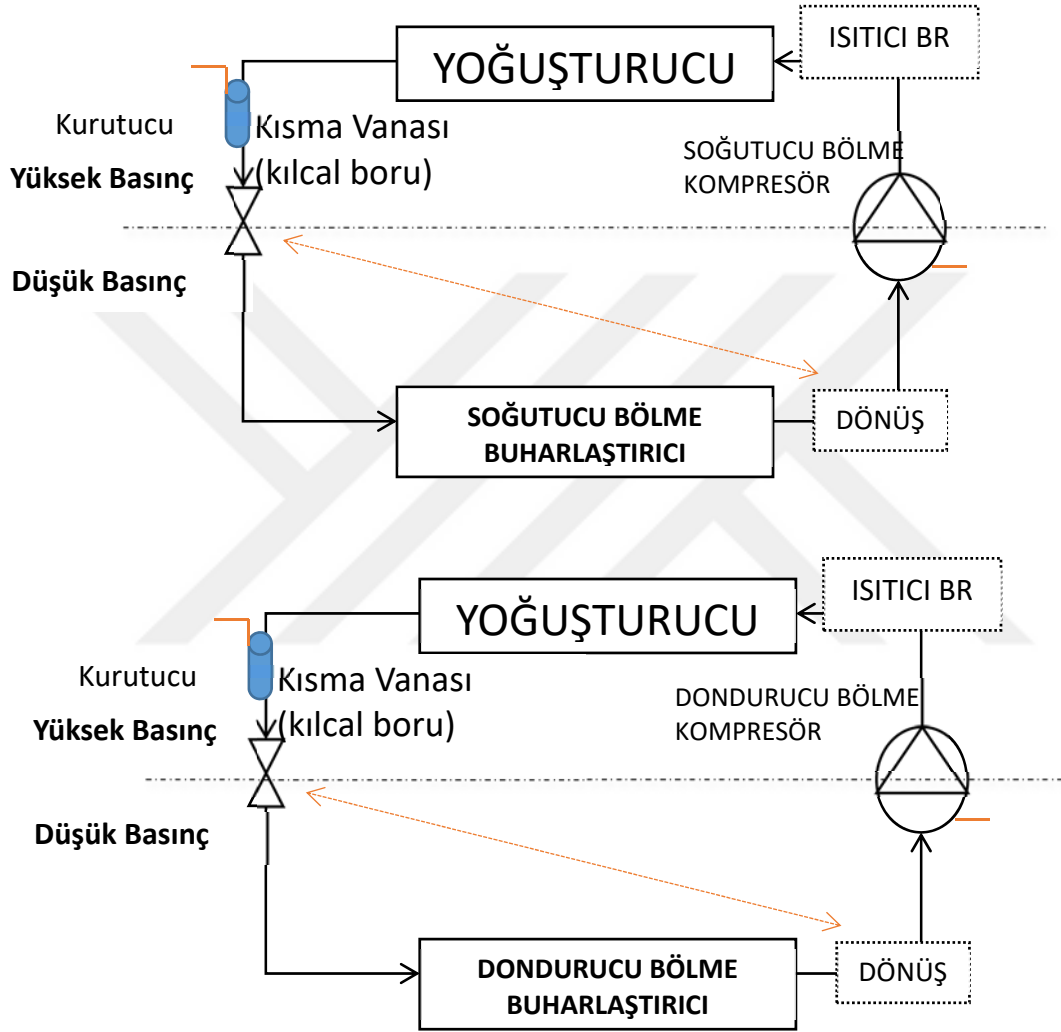 ISITICI BR
YOĞUŞTURUCU
Kurutucu
Kısma Vanası
(kılcal boru)
SOĞUTUCU BÖLME
KOMPRESÖR
Yüksek Basınç
Düşük Basınç
SOĞUTUCU BÖLME
BUHARLAŞTIRICI
DÖNÜŞ
ISITICI BR
YOĞUŞTURUCU
Kurutucu
Kısma Vanası
(kılcal boru)
DONDURUCU BÖLME
KOMPRESÖR
Yüksek Basınç
Düşük Basınç
DONDURUCU BÖLME
BUHARLAŞTIRICI
DÖNÜŞ